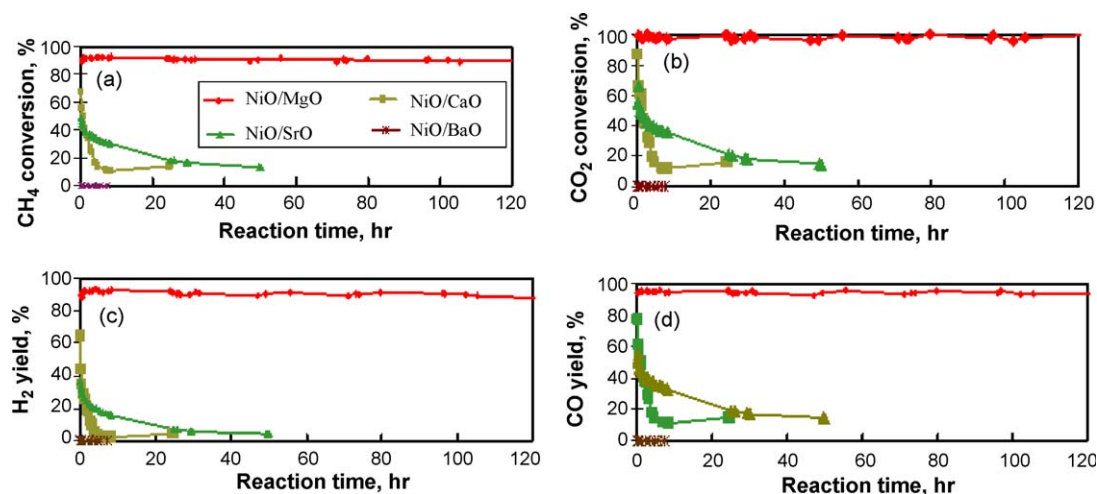 (a)
CH4 conversion, %
100
80
60
40
20
0
NiO/MgO
NiO/CaO
NiO/SrO
NiO/BaO
0 20 40 60 80 100 120
Reaction time, hr
(b)
CO2 conversion, %
100
80
60
40
20
0
0 20 40 60 80 100 120
Reaction time, hr
(c)
H2 yield, %
100
80
60
40
20
0
0 20 40 60 80 100 120
Reaction time, hr
(d)
CO yield, %
100
80
60
40
20
0
0 20 40 60 80 100 120
Reaction time, hr